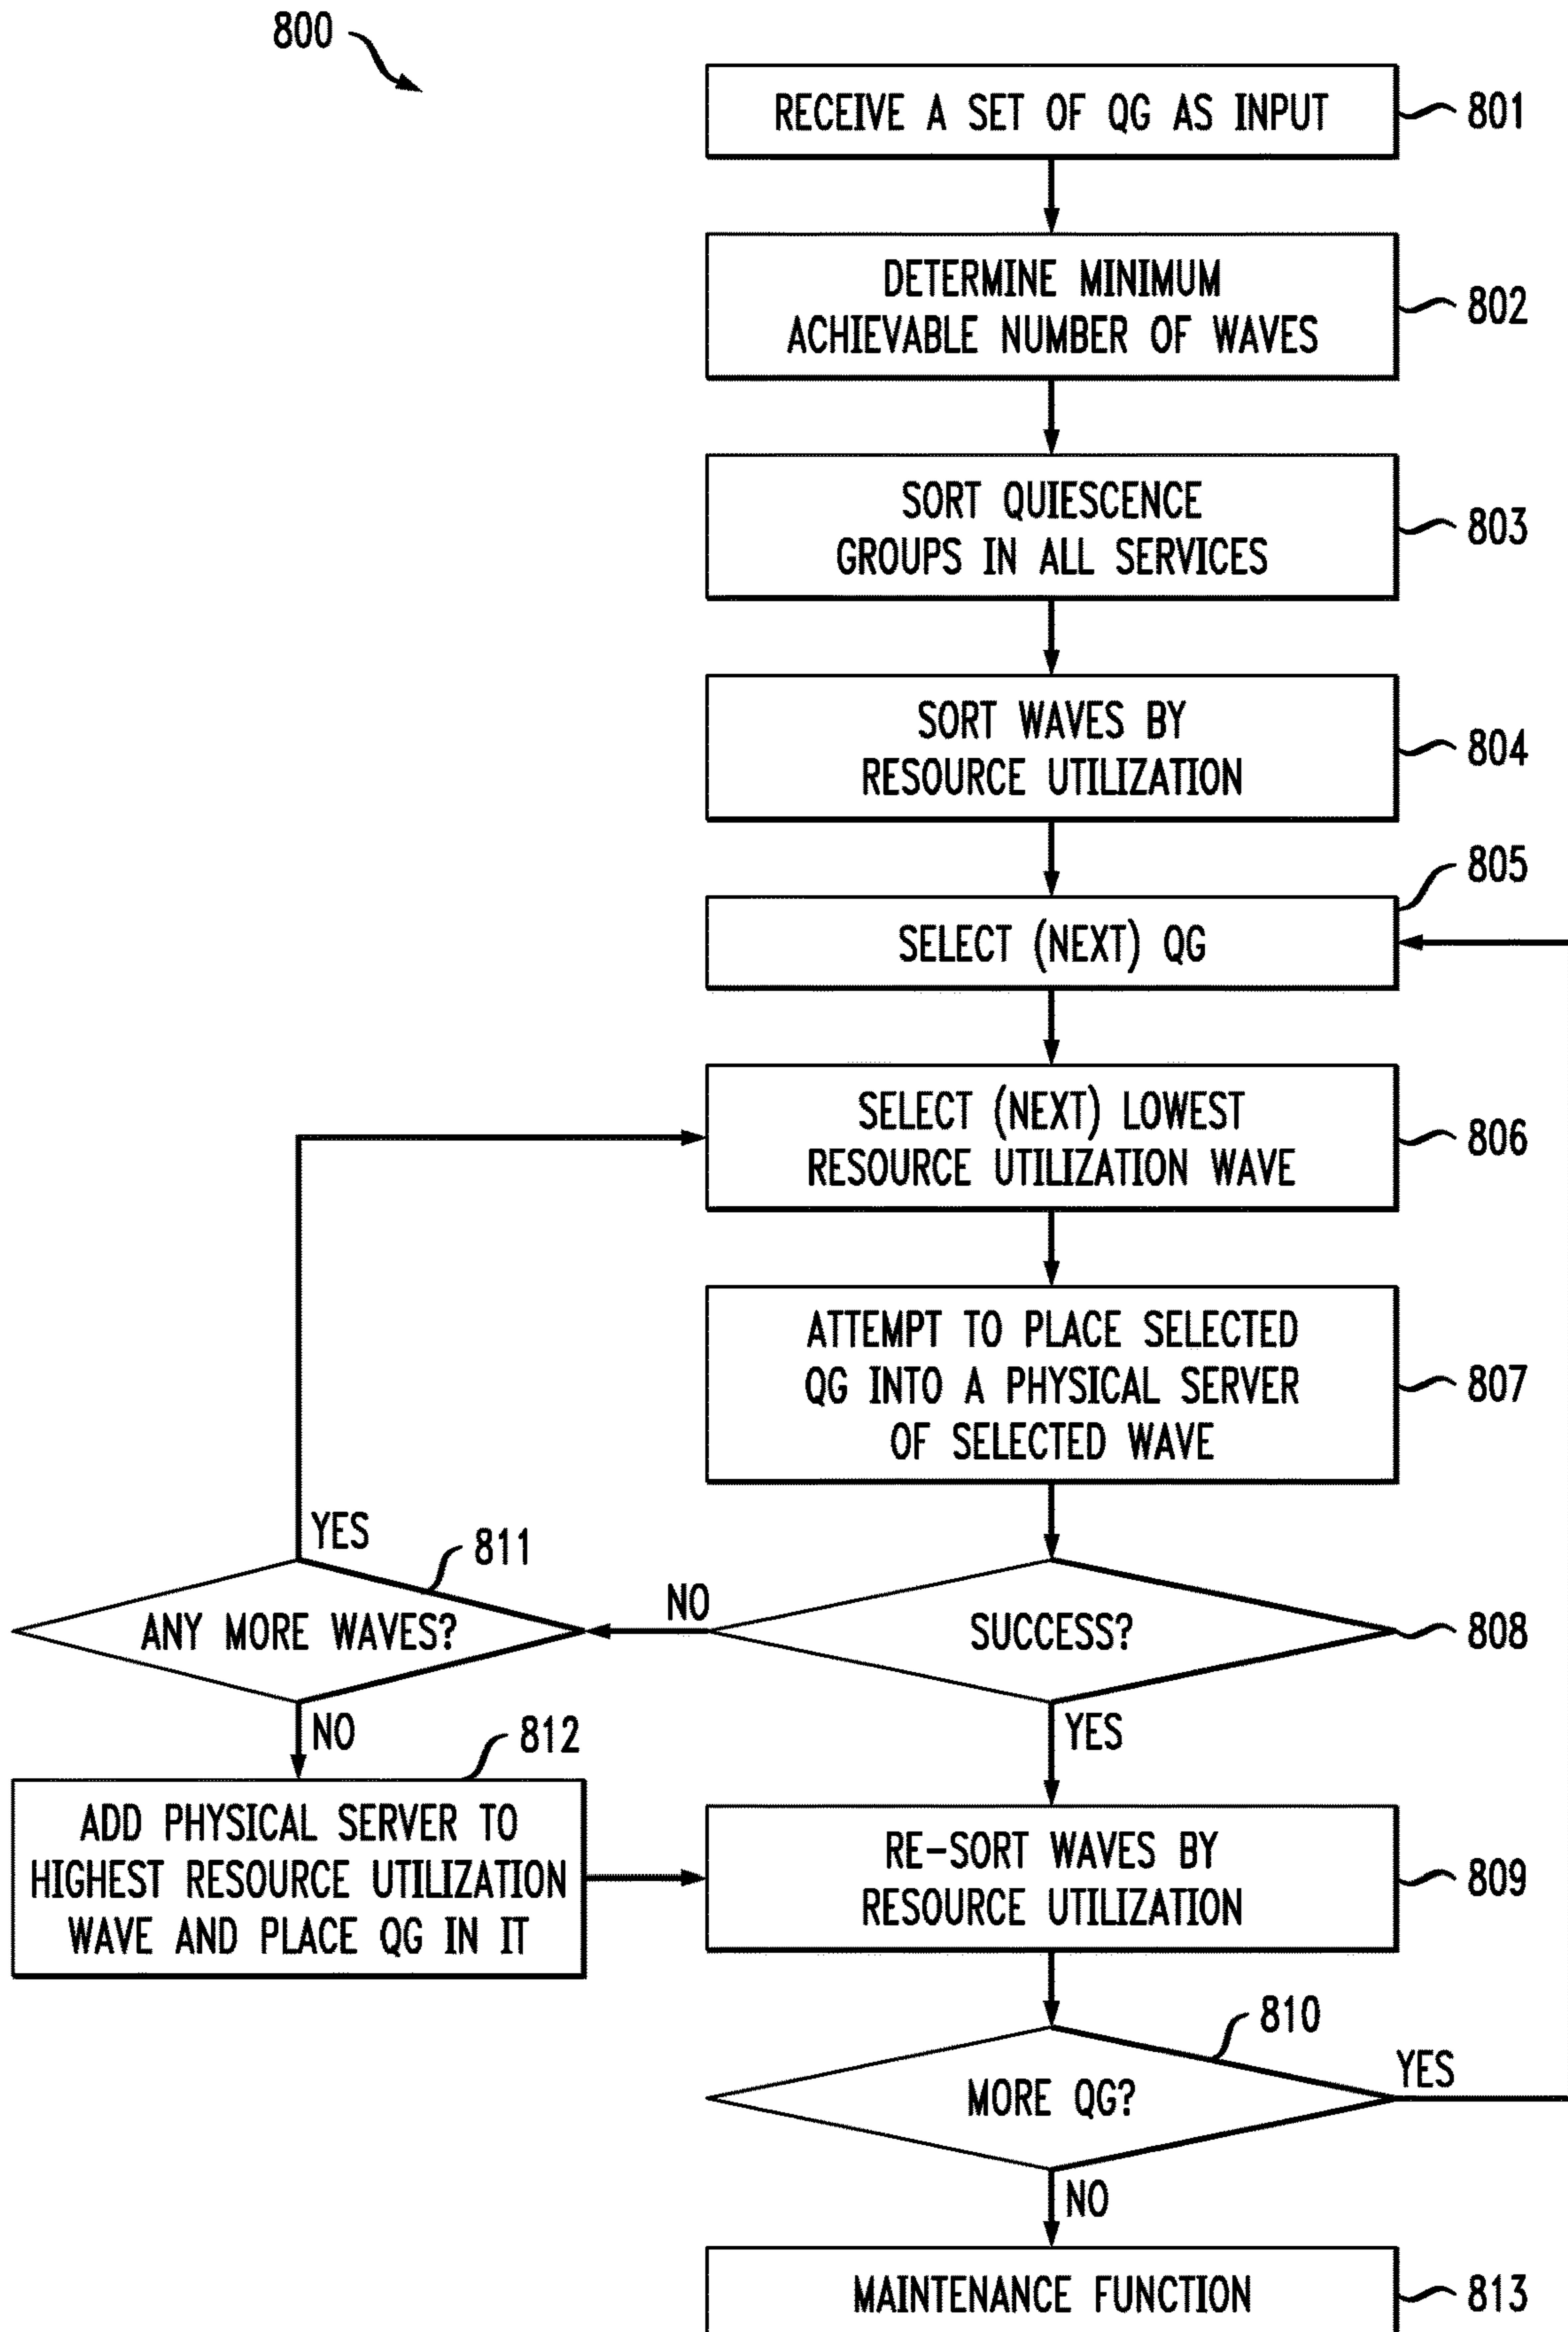 800
RECEIVE A SET OF QG AS INPUT
801
DETERMINE MINIMUM
ACHIEVABLE NUMBER OF WAVES
802
SORT QUIESCENCE
GROUPS IN ALL SERVICES
803
SORT WAVES BY
RESOURCE UTILIZATION
804
805
SELECT (NEXT) QG
SELECT (NEXT) LOWEST
RESOURCE UTILIZATION WAVE
806
ATTEMPT TO PLACE SELECTED
QG INTO A PHYSICAL SERVER
OF SELECTED WAVE
807
YES
811
ANY MORE WAVES?
NO
SUCCESS?
808
NO
812
YES
ADD PHYSICAL SERVER TO
HIGHEST RESOURCE UTILIZATION
WAVE AND PLACE QG IN IT
RE-SORT WAVES BY
RESOURCE UTILIZATION
809
810
MORE QG?
YES
NO
MAINTENANCE FUNCTION
813